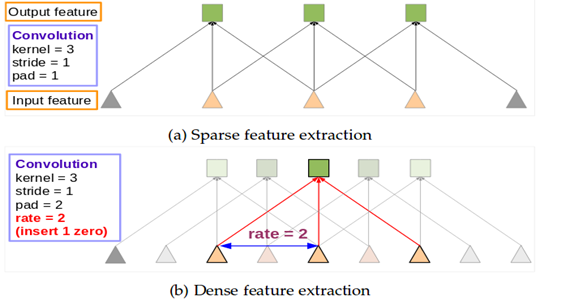 Output feature
Convolution
kernel = 3
stride = 1
pad = 1
Input feature
(a) Sparse feature extraction
Convolution
kernel = 3
stride = 1
pad = 2
rate = 2
(insert 1 zero)
rate = 2
(b) Dense feature extraction